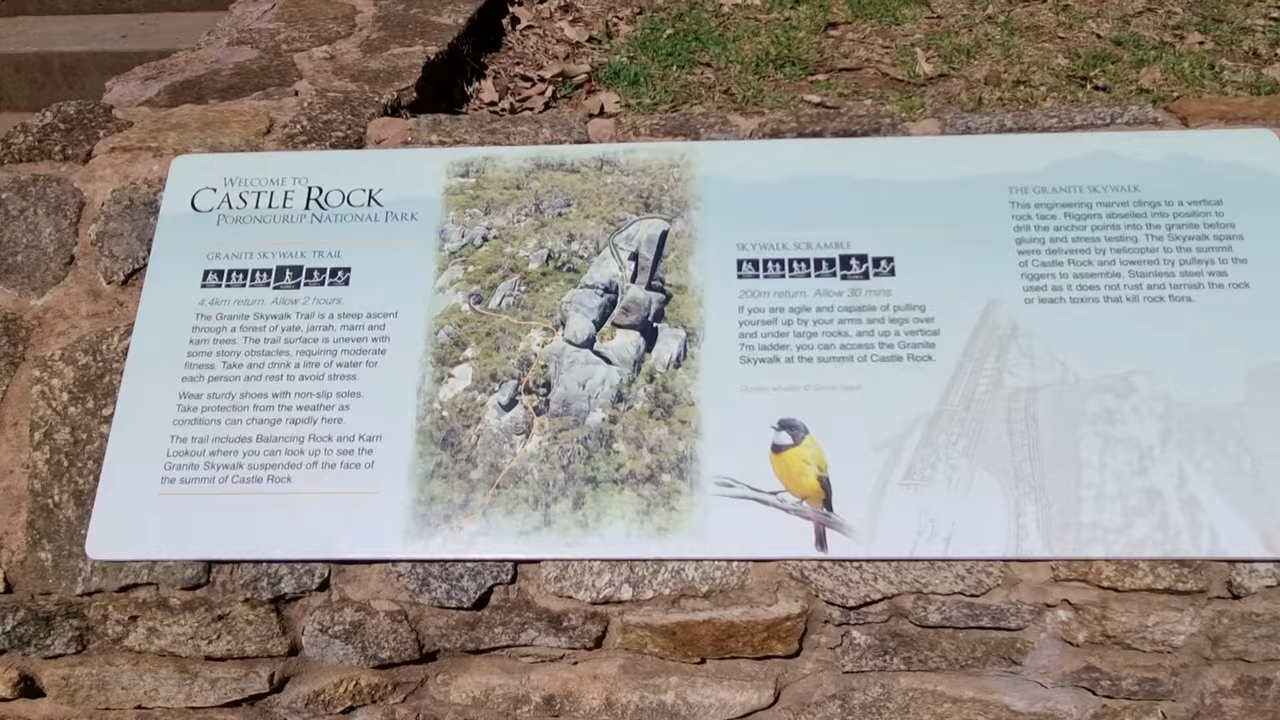 WELCOME TO
CASTLE ROCK
PORONGURUP NATIONAL PARK
GRANITE SKYWALK TRAIL
4.4km return. Allow 2 hours.
The Granite Skywalk Trail is a steep ascent
through a forest of yate, jarrah, marri and
karri trees. The trail surface is uneven with
some stony obstacles, requiring moderate
fitness. Take and drink a litre of water for
each person and rest to avoid stress.
Wear sturdy shoes with non-slip soles.
Take protection from the weather as
conditions can change rapidly here.
The trail includes Balancing Rock and Karri
Lookout where you can look up to see the
Granite Skywalk suspended off the face of
the summit of Castle Rock.
SKYWALK SCRAMBLE
200m return. Allow 30 mins.
If you are agile and capable of pulling
yourself up by your arms and legs over
and under large rocks, and up a vertical
7m ladder, you can access the Granite
Skywalk at the summit of Castle Rock.
THE GRANITE SKYWALK
This engineering marvel clings to a vertical
rock face. Riggers abseiled into position to
drill the anchor points into the granite before
gluing and stress testing. The Skywalk spans
were delivered by helicopter to the summit
of Castle Rock and lowered by pulleys to the
riggers to assemble. Stainless steel was
used as it does not rust and tarnish the rock
or leach toxins that kill rock flora.